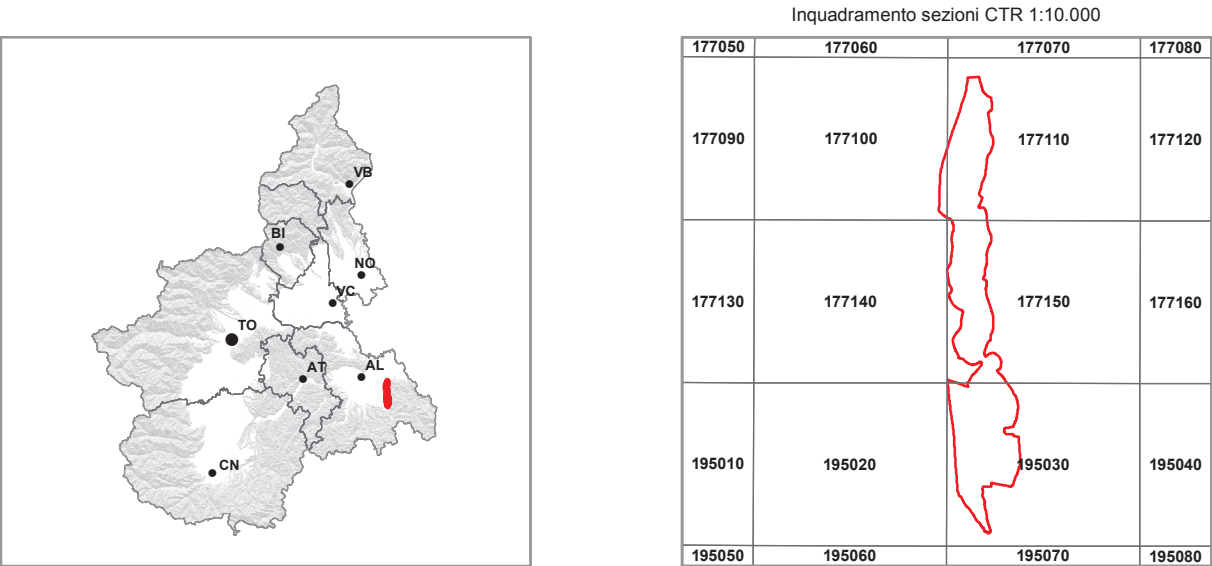 Inquadramento sezioni CTR 1:10.000
VB
BI
NO
VC
TO
AT
AL
CN
177050 177060 177070 177080
177090 177100 177110 177120
177130 177140 177150 177160
195010 195020 195030 195040
195050 195060 195070 195080